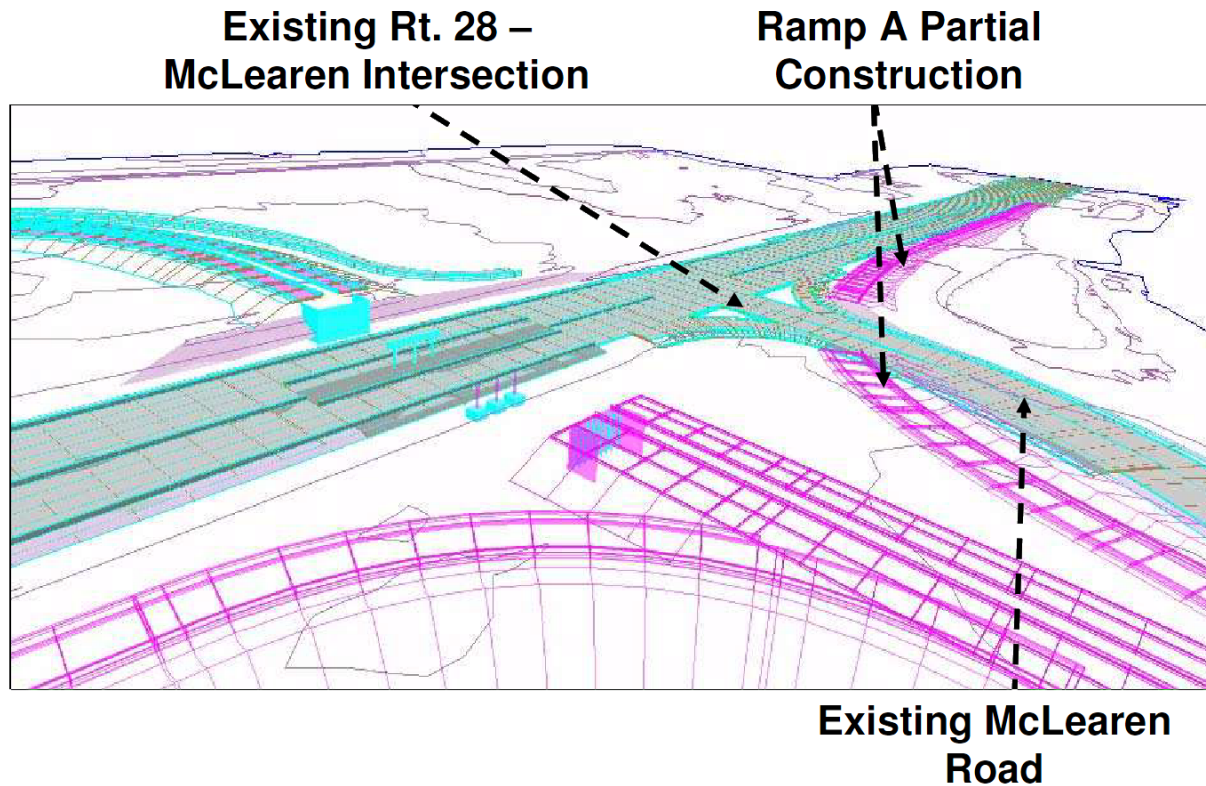 Existing Rt. 28 –
McLearen Intersection
Ramp A Partial
Construction
Existing McLearen
Road